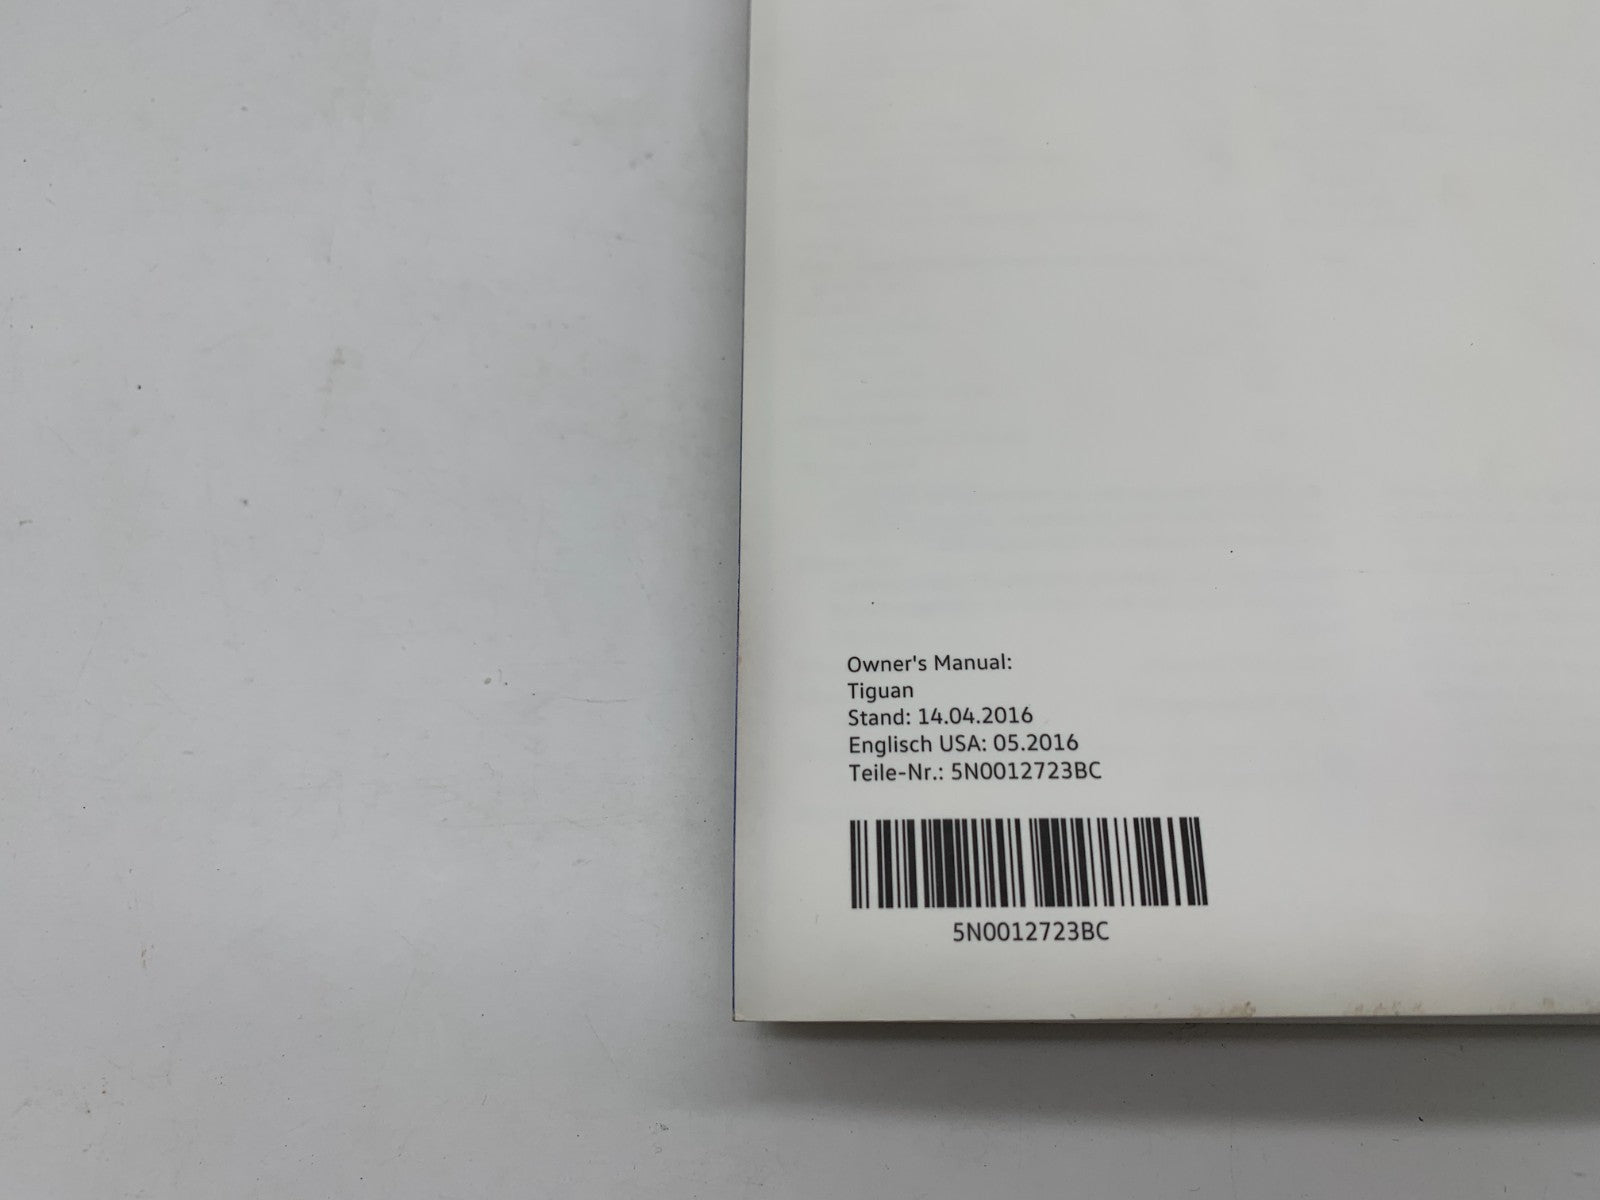 Owner's Manual:
Tiguan
Stand: 14.04.2016
Englisch USA: 05.2016
Teile-Nr.: 5N0012723BC
5N0012723BC